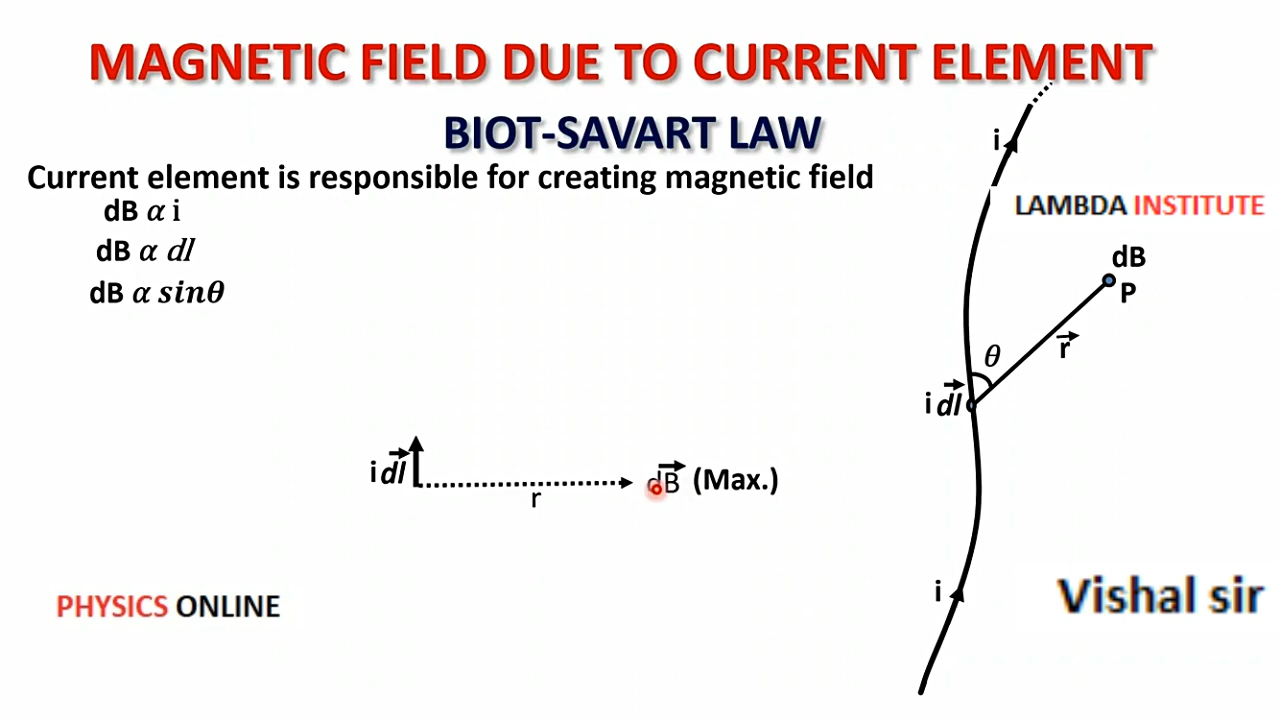 MAGNETIC FIELD DUE TO CURRENT ELEMENT
BIOT-SAVART LAW
Current element is responsible for creating magnetic field
dB α i
dB α dl
dB α sinθ
i
LAMBDA INSTITUTE
dB
P
θ
r
i dl
i dl
r
dB (Max.)
i
PHYSICS ONLINE
Vishal sir